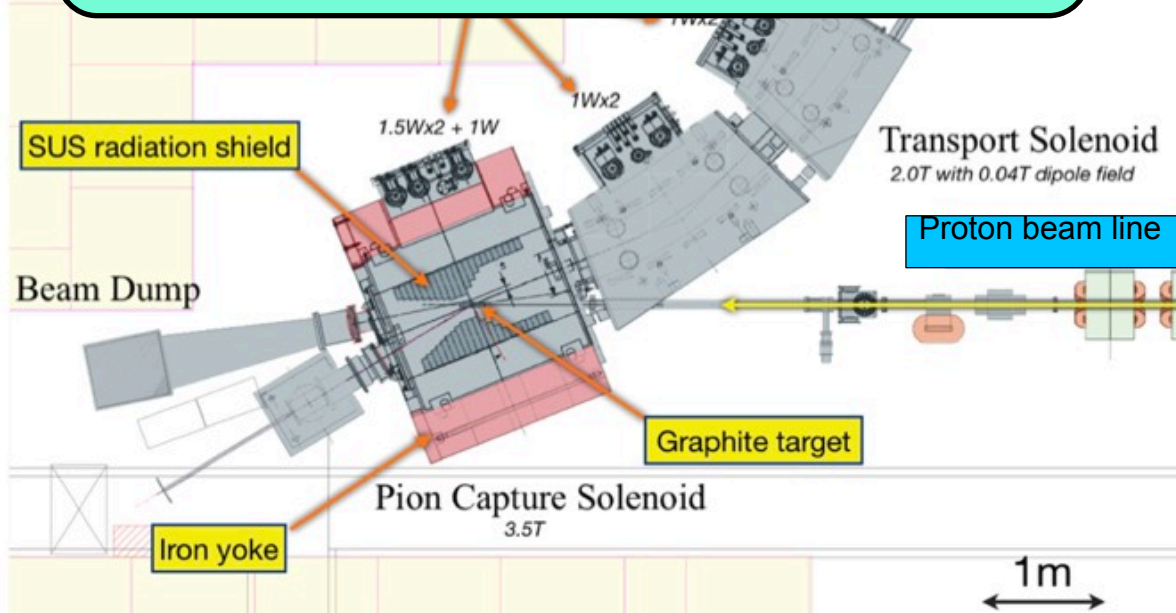 1Wx2
1Wx2
1.5Wx2 + 1W
SUS radiation shield
Transport Solenoid
2.0T with 0.04T dipole field
Proton beam line
Beam Dump
Graphite target
Pion Capture Solenoid
3.5T
Iron yoke
1m